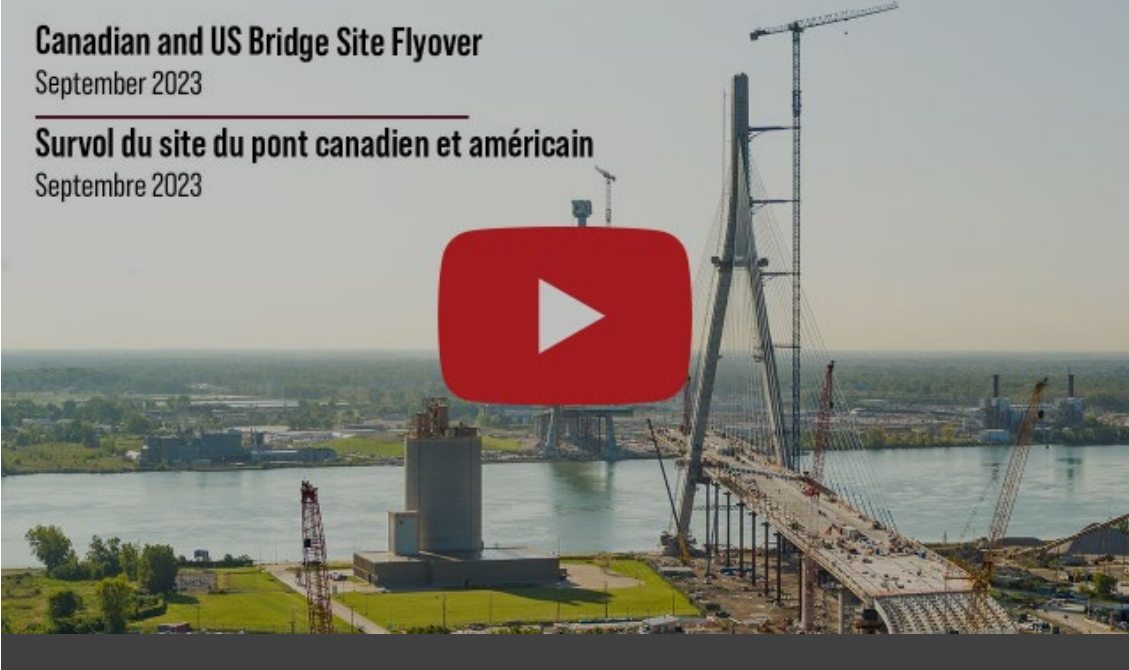 Canadian and US Bridge Site Flyover
September 2023
Survol du site du pont canadien et américain
Septembre 2023